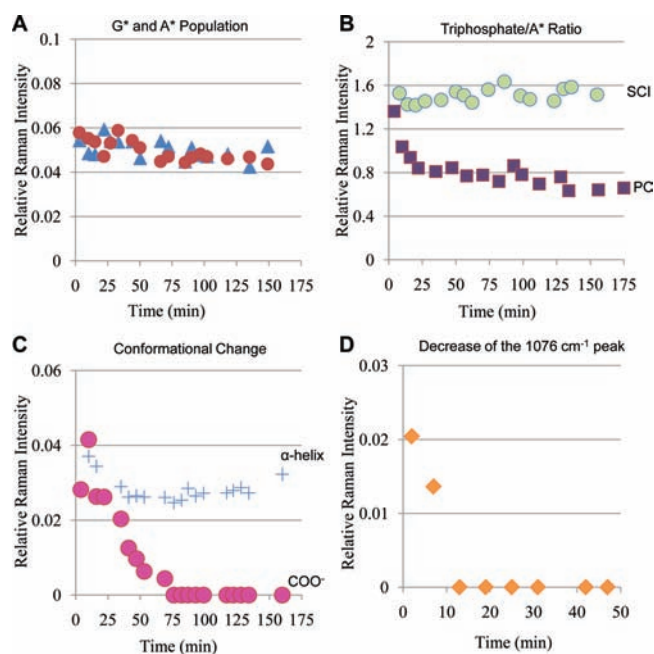 A
G* and A* Population
Relative Raman Intensity
0.1
0.08
0.06
0.04
0.02
0
0 25 50 75 100 125 150 175
Time (min)
B
Triphosphate/A* Ratio
Relative Raman Intensity
2
1.6
1.2
0.8
0.4
0
SCI
PC
0 25 50 75 100 125 150 175
Time (min)
C
Conformational Change
Relative Raman Intensity
0.06
0.04
0.02
0
α-helix
COO⁻
0 25 50 75 100 125 150 175
Time (min)
D
Decrease of the 1076 cm⁻¹ peak
Relative Raman Intensity
0.03
0.02
0.01
0
0 10 20 30 40 50
Time (min)